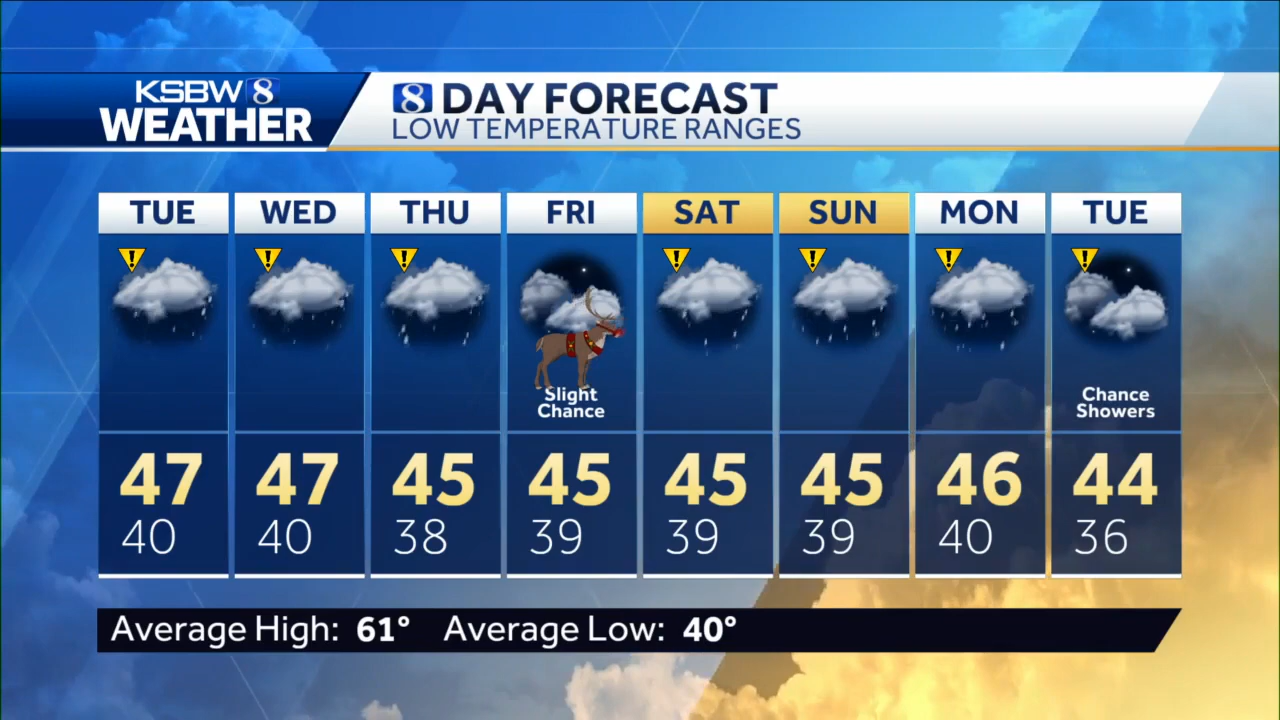 KSBW 8
WEATHER
8 DAY FORECAST
LOW TEMPERATURE RANGES
TUE WED THU FRI SAT SUN MON TUE
! ! ! ! ! ! !
Slight
Chance
Chance
Showers
47 47 45 45 45 45 46 44
40 40 38 39 39 39 40 36
Average High: 61° Average Low: 40°